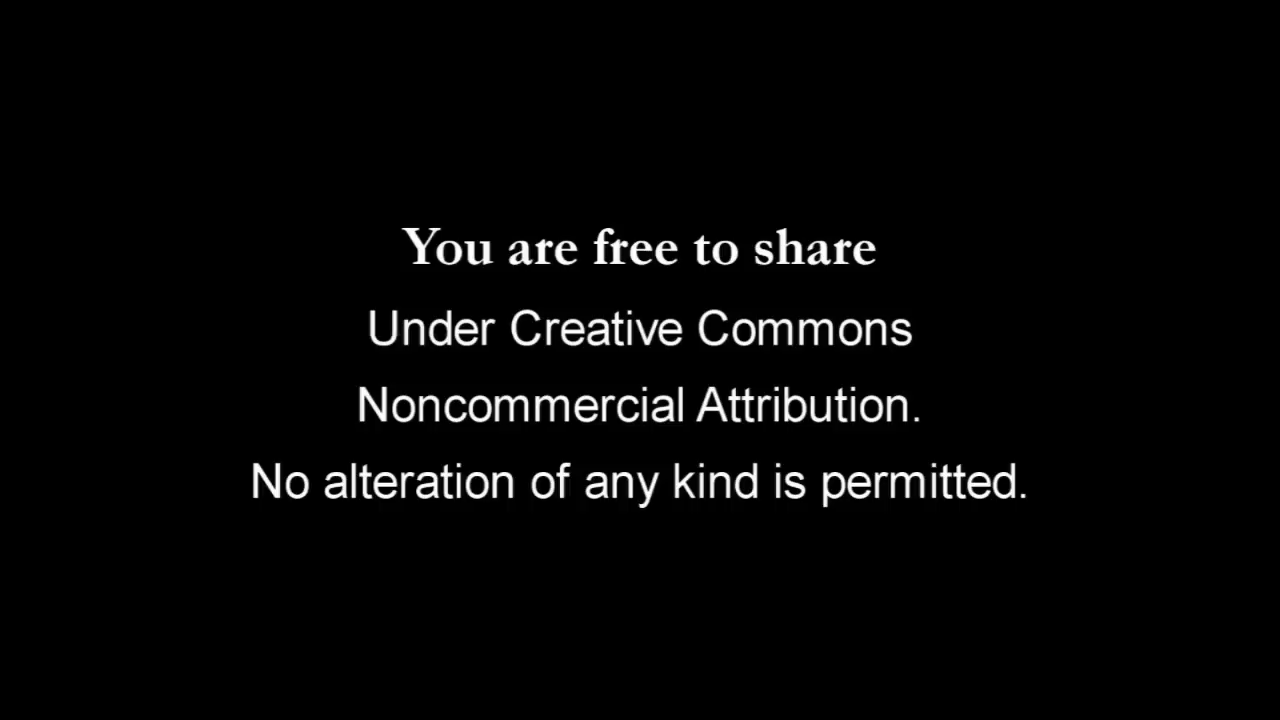 You are free to share
Under Creative Commons
Noncommercial Attribution.
No alteration of any kind is permitted.